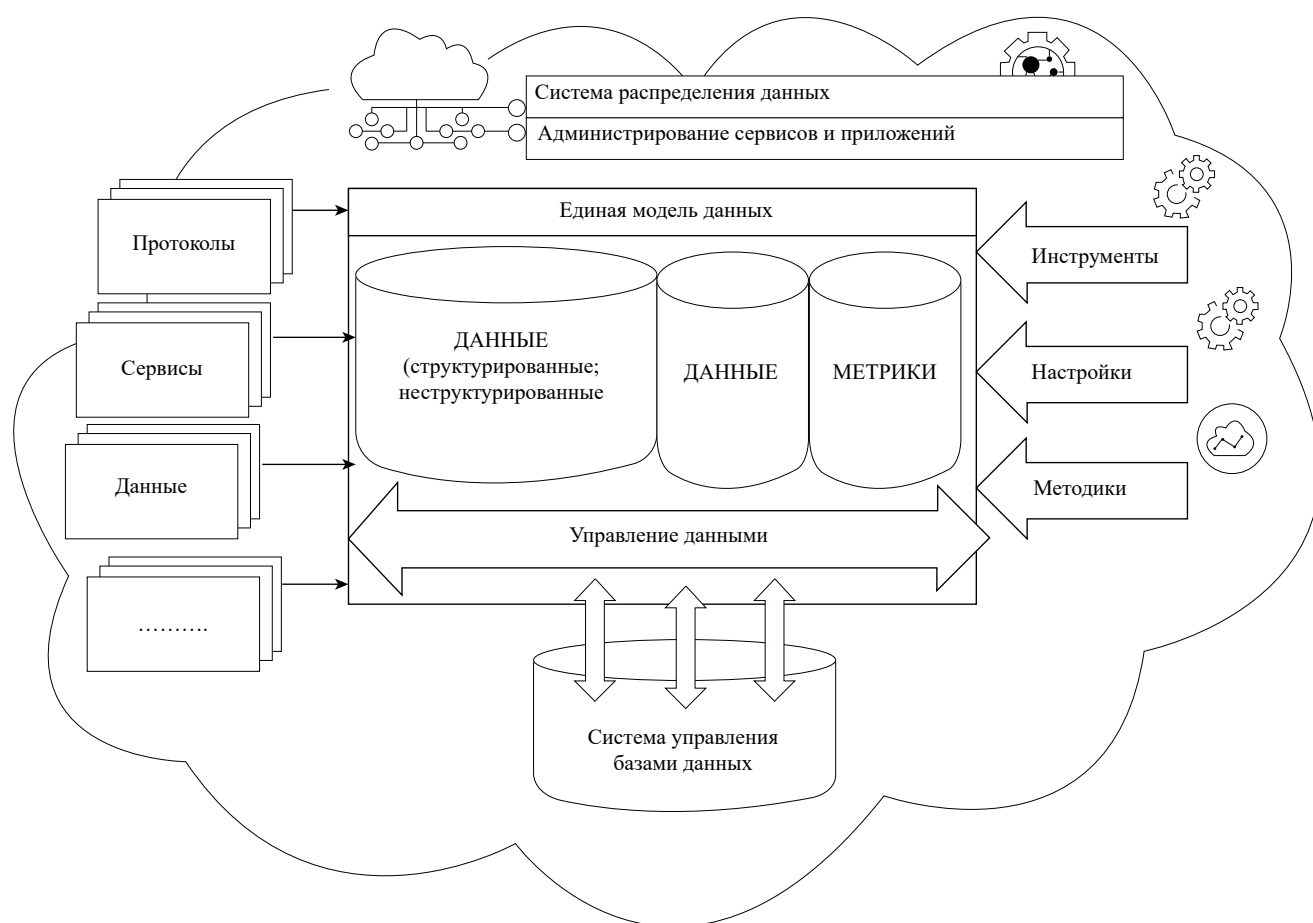 Система распределения данных
Администрирование сервисов и приложений
Единая модель данных
Протоколы
Сервисы
Данные
……….
ДАННЫЕ
(структурированные;
неструктурированные
ДАННЫЕ
МЕТРИКИ
Инструменты
Настройки
Методики
Управление данными
Система управления
базами данных